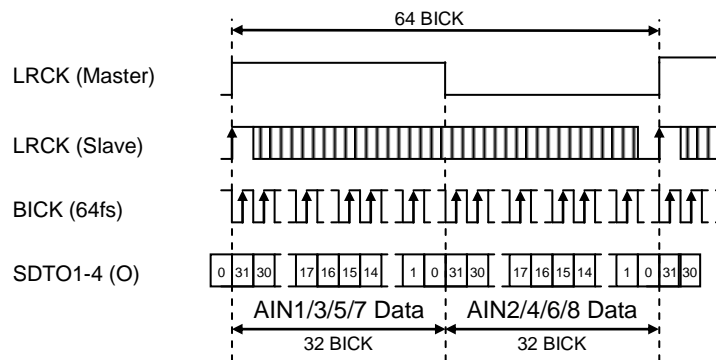 64 BICK
LRCK (Master)
LRCK (Slave)
BICK (64fs)
SDTO1-4 (O)
0 31 30 17 16 15 14 1 0 31 30 17 16 15 14 1 0 31 30
AIN1/3/5/7 Data AIN2/4/6/8 Data
32 BICK 32 BICK